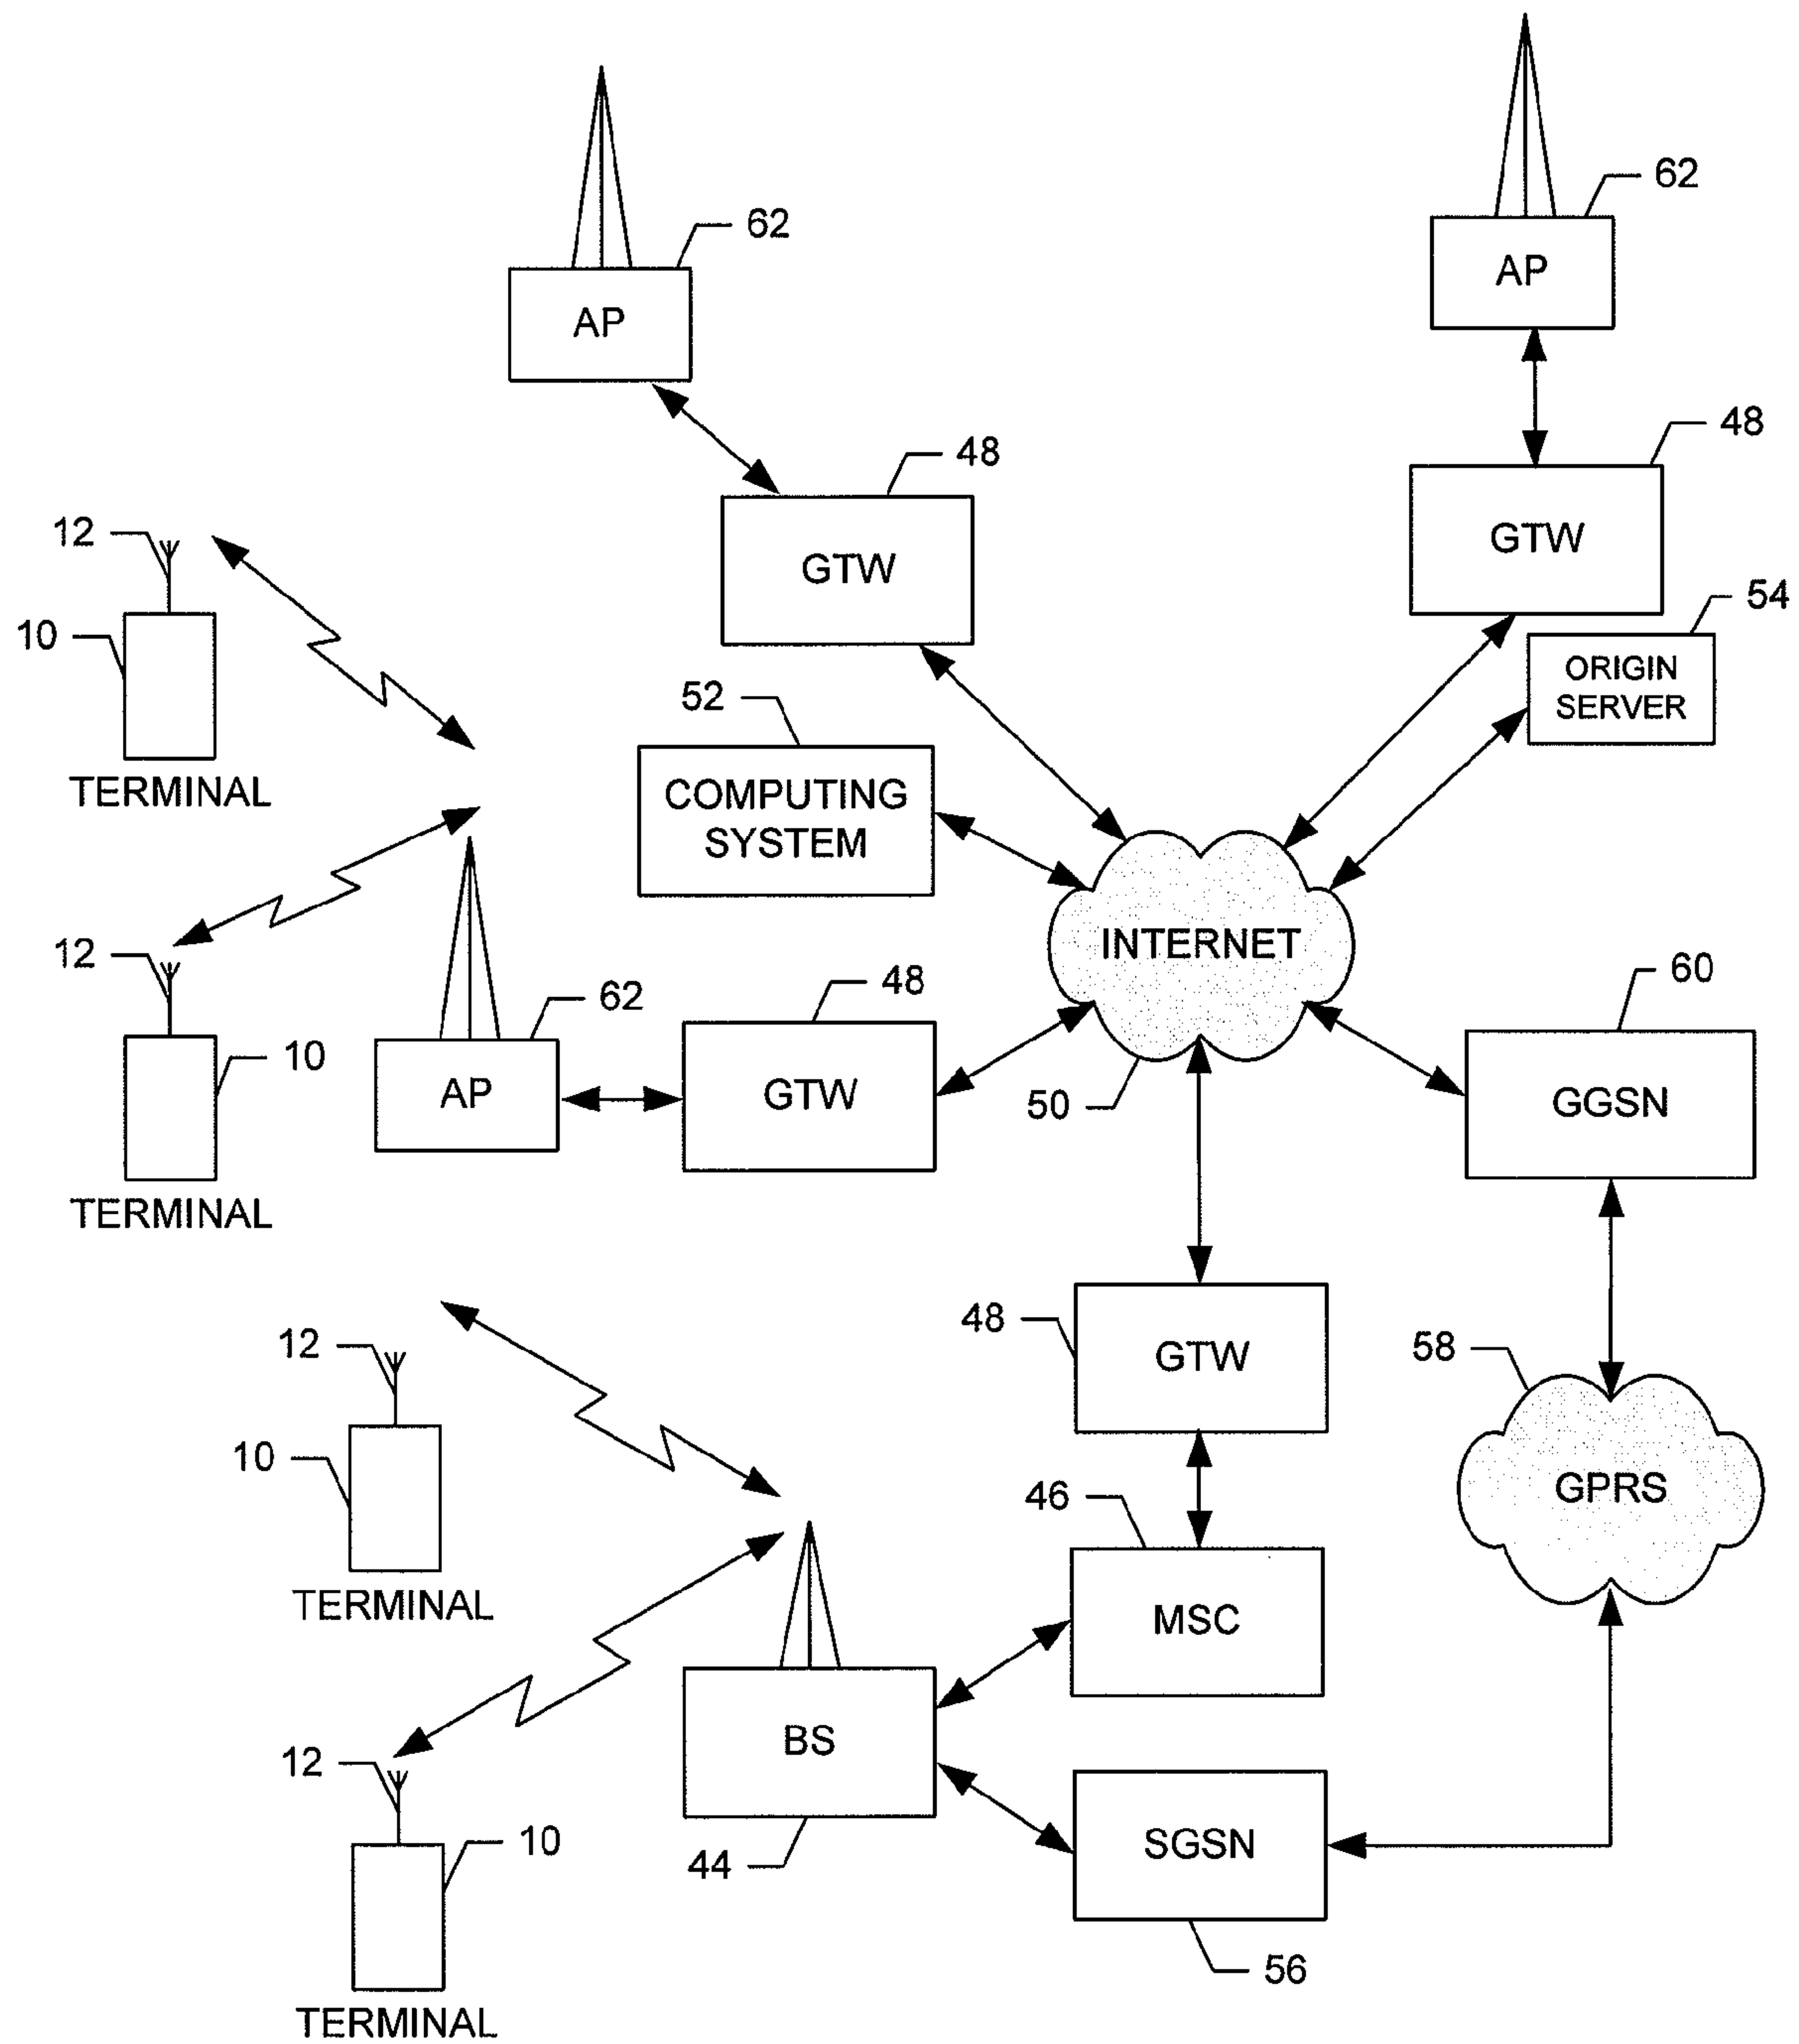 62
AP
62
AP
48
GTW
48
GTW
12
10
TERMINAL
54
ORIGIN
SERVER
52
COMPUTING
SYSTEM
INTERNET
50
12
10
TERMINAL
62
AP
48
GTW
60
GGSN
48
GTW
58
GPRS
12
10
TERMINAL
46
MSC
BS
44
SGSN
56
12
10
TERMINAL